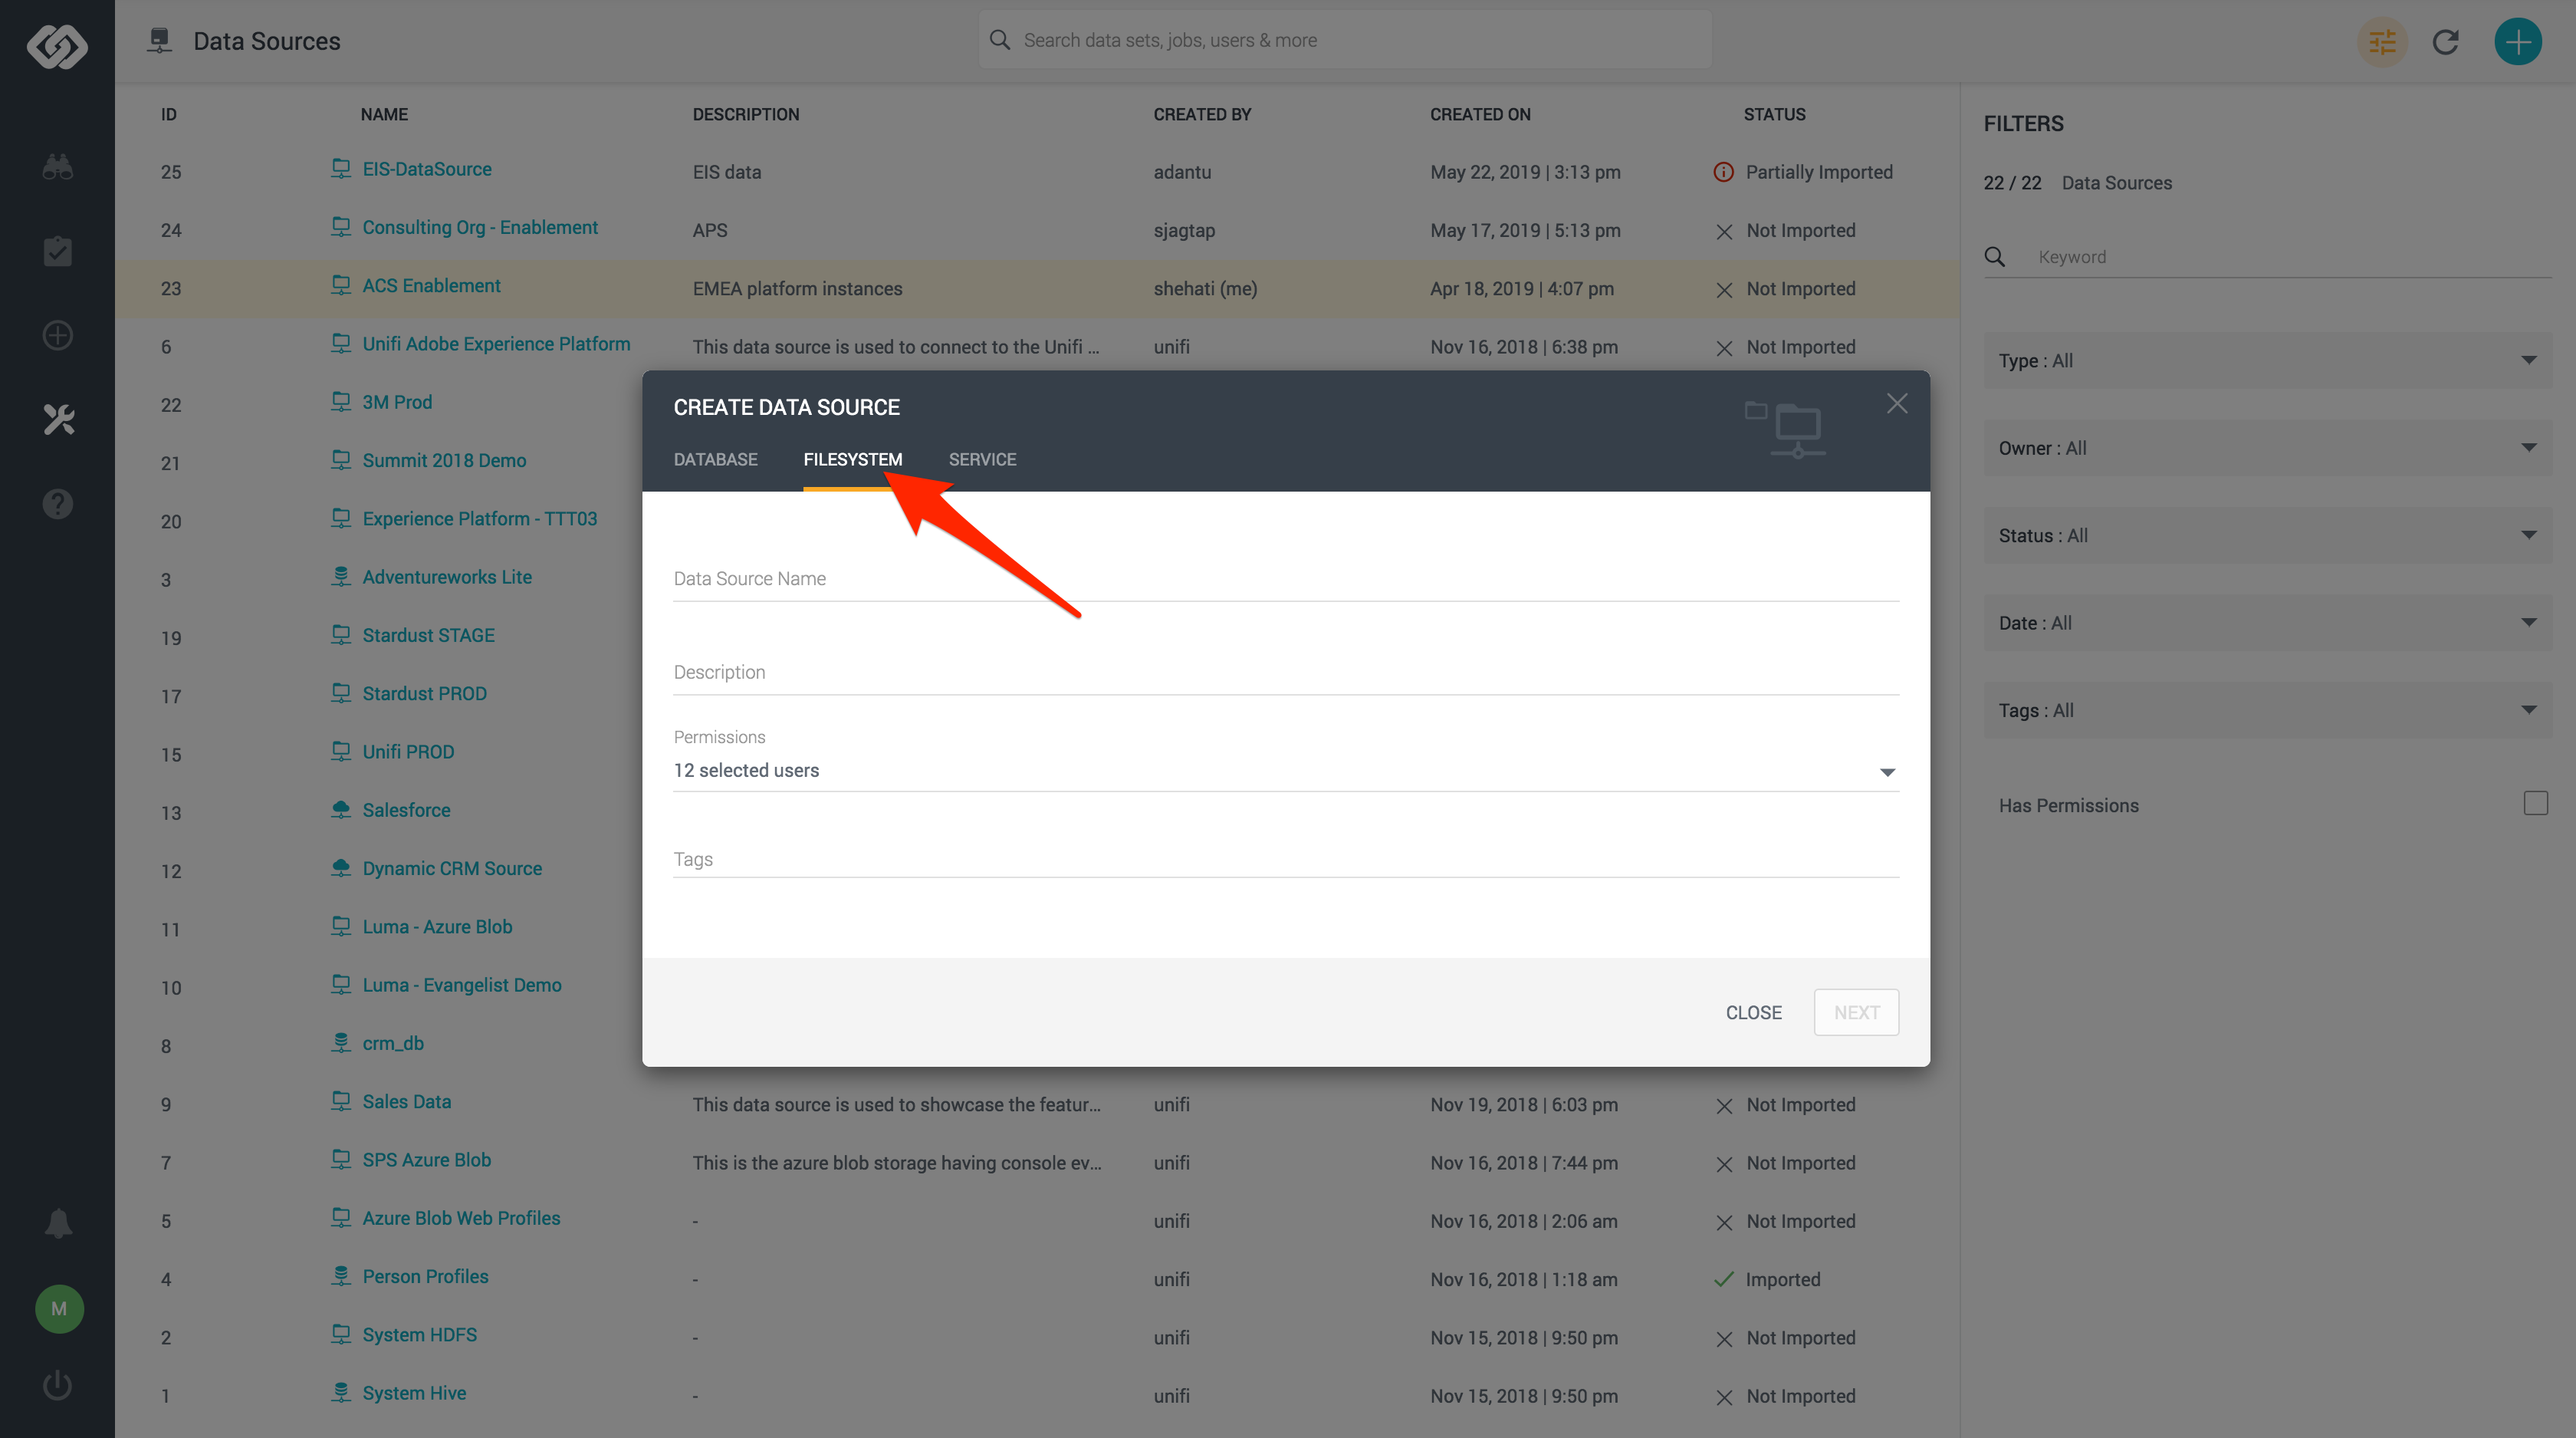 Data Sources
Search data sets, jobs, users & more
ID NAME DESCRIPTION CREATED BY CREATED ON STATUS
25 EIS-DataSource EIS data adantu May 22, 2019 | 3:13 pm Partially Imported
24 Consulting Org - Enablement APS sjagtap May 17, 2019 | 5:13 pm Not Imported
23 ACS Enablement EMEA platform instances shehati (me) Apr 18, 2019 | 4:07 pm Not Imported
6 Unifi Adobe Experience Platform This data source is used to connect to the Unifi ... unifi Nov 16, 2018 | 6:38 pm Not Imported
22 3M Prod
21 Summit 2018 Demo
20 Experience Platform - TTT03
3 Adventureworks Lite
19 Stardust STAGE
17 Stardust PROD
15 Unifi PROD
13 Salesforce
12 Dynamic CRM Source
11 Luma - Azure Blob
10 Luma - Evangelist Demo
8 crm_db
9 Sales Data This data source is used to showcase the featur... unifi Nov 19, 2018 | 6:03 pm Not Imported
7 SPS Azure Blob This is the azure blob storage having console ev... unifi Nov 16, 2018 | 7:44 pm Not Imported
5 Azure Blob Web Profiles - unifi Nov 16, 2018 | 2:06 am Not Imported
4 Person Profiles - unifi Nov 16, 2018 | 1:18 am Imported
2 System HDFS - unifi Nov 15, 2018 | 9:50 pm Not Imported
1 System Hive - unifi Nov 15, 2018 | 9:50 pm Not Imported
CREATE DATA SOURCE
DATABASE FILESYSTEM SERVICE
Data Source Name
Description
Permissions
12 selected users
Tags
CLOSE NEXT
FILTERS
22 / 22 Data Sources
Keyword
Type : All
Owner : All
Status : All
Date : All
Tags : All
Has Permissions
M